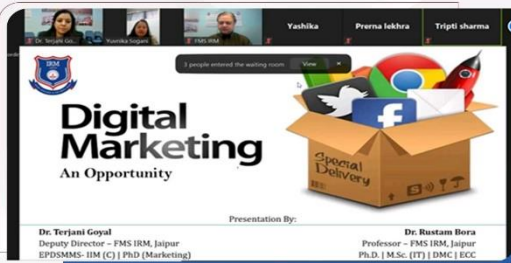 Dr. Terjani Go...
Yuvnika Sogani
FMS-IRM
Yashika
Prerna lekhra
Tripti sharma
3 people entered the waiting room
View
IRM
Digital
Marketing
An Opportunity
Special
Delivery
Presentation By:
Dr. Terjani Goyal
Deputy Director – FMS IRM, Jaipur
EPDSMMS- IIM (C) | PhD (Marketing)
Dr. Rustam Bora
Professor – FMS IRM, Jaipur
Ph.D. | M.Sc. (IT) | DMC | ECC